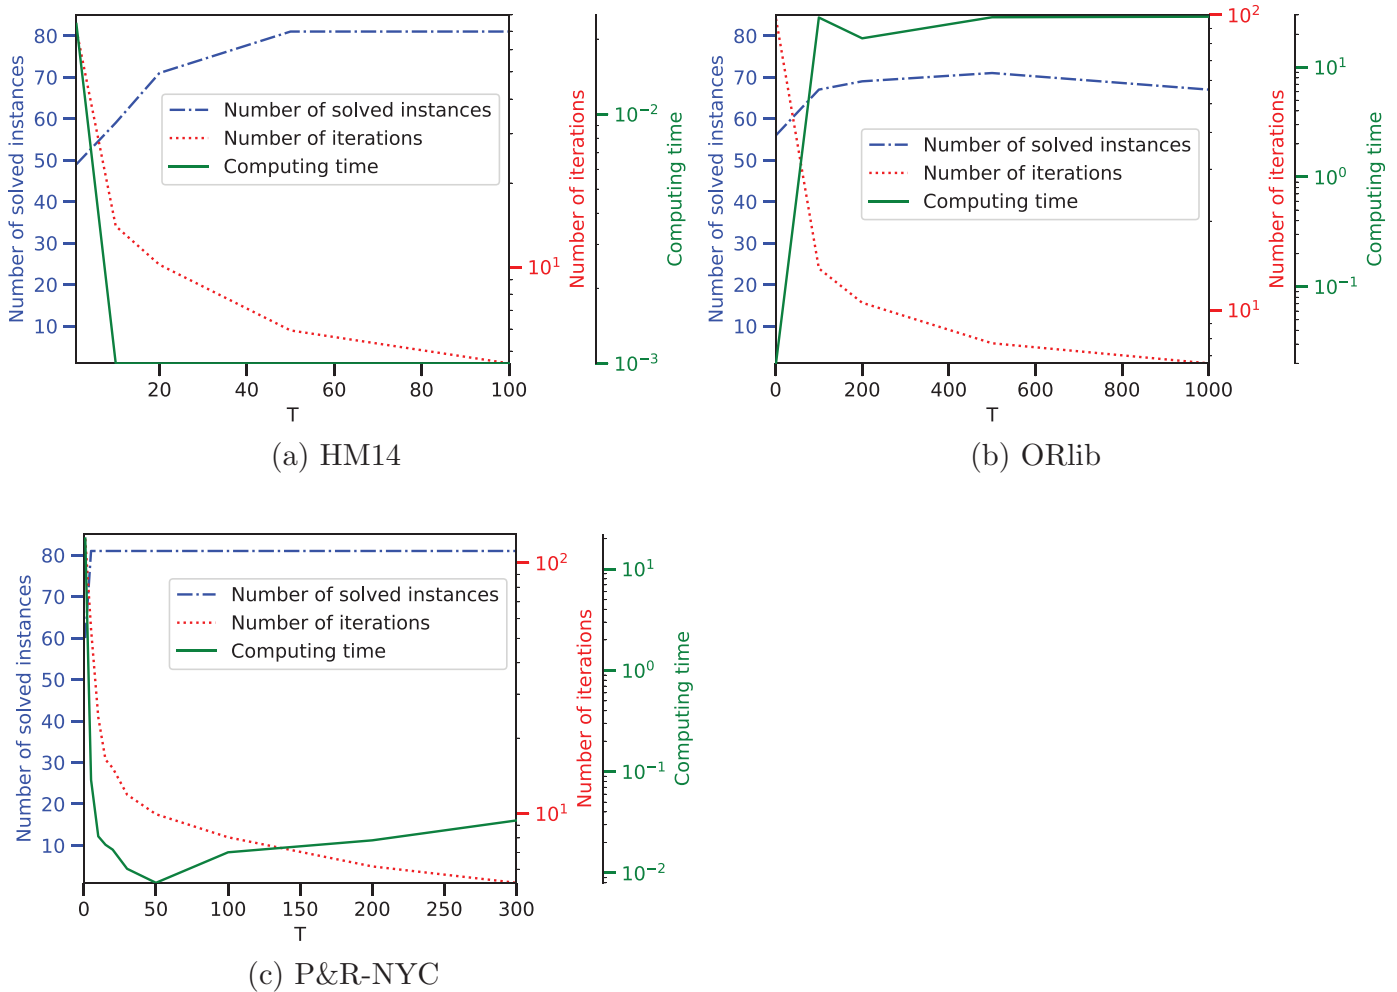 Number of solved instances
80
70
60
50
40
30
20
10
Number of solved instances
Number of iterations
Computing time
20
40
60
80
100
T
10^1
Number of iterations
10^-2
10^-3
Computing time
(a) HM14
Number of solved instances
80
70
60
50
40
30
20
10
Number of solved instances
Number of iterations
Computing time
0
200
400
600
800
1000
T
10^2
10^1
Number of iterations
10^1
10^0
10^-1
Computing time
(b) ORlib
Number of solved instances
80
70
60
50
40
30
20
10
Number of solved instances
Number of iterations
Computing time
0
50
100
150
200
250
300
T
10^2
10^1
Number of iterations
10^1
10^0
10^-1
10^-2
Computing time
(c) P&R-NYC